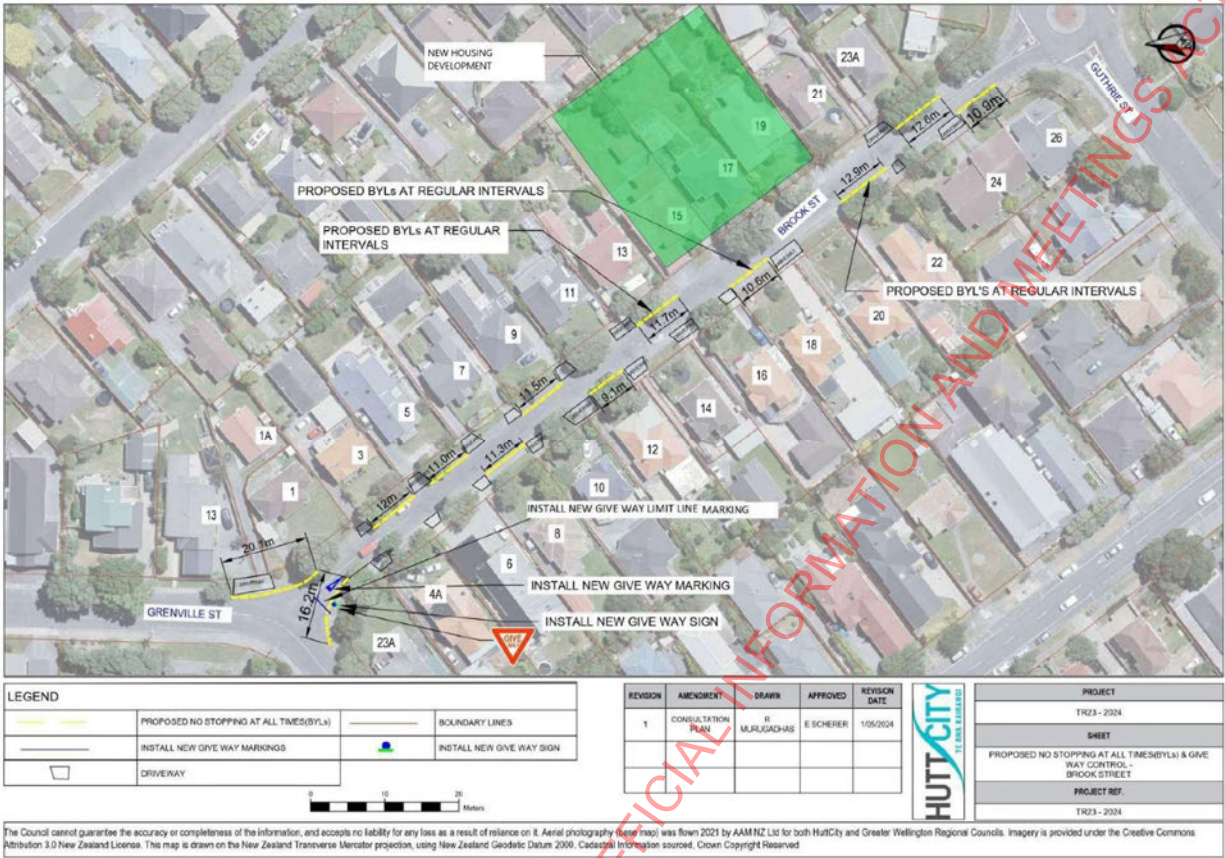 NEW HOUSING
DEVELOPMENT
23A
21
19
17
15
GUTHRIE ST
12.6m
10.9m
26
24
12.9m
BROOK ST
PROPOSED BYLs AT REGULAR INTERVALS
PROPOSED BYLs AT REGULAR
INTERVALS
13
11
9
7
5
3
1A
1
13
22
20
18
16
14
12
10
8
6
4A
23A
10.6m
11.7m
9.1m
11.5m
11.3m
11.0m
12m
PROPOSED BYL'S AT REGULAR INTERVALS
INSTALL NEW GIVE WAY LIMIT LINE MARKING
INSTALL NEW GIVE WAY MARKING
INSTALL NEW GIVE WAY SIGN
GIVE
WAY
16.2m
GRENVILLE ST
OFFICIAL INFORMATION AND MEETINGS AC
LEGEND
PROPOSED NO STOPPING AT ALL TIMES(BYLs)
BOUNDARY LINES
INSTALL NEW GIVE WAY MARKINGS
INSTALL NEW GIVE WAY SIGN
DRIVEWAY
0 10 20
Meters
REVISION AMENDMENT DRAWN APPROVED REVISION DATE
1 CONSULTATION PLAN R MURUGADHAS E SCHERER 1/05/2024
HUTT CITY
TE AWA KAIRANGI
PROJECT
TR23 - 2024
SHEET
PROPOSED NO STOPPING AT ALL TIMES(BYLs) & GIVE
WAY CONTROL -
BROOK STREET
PROJECT REF.
TR23 - 2024
The Council cannot guarantee the accuracy or completeness of the information, and accepts no liability for any loss as a result of reliance on it. Aerial photography (base map) was flown 2021 by AAM NZ Ltd for both HuttCity and Greater Wellington Regional Councils. Imagery is provided under the Creative Commons
Attribution 3.0 New Zealand License. This map is drawn on the New Zealand Transverse Mercator projection, using New Zealand Geodetic Datum 2000. Cadastral Information sourced, Crown Copyright Reserved